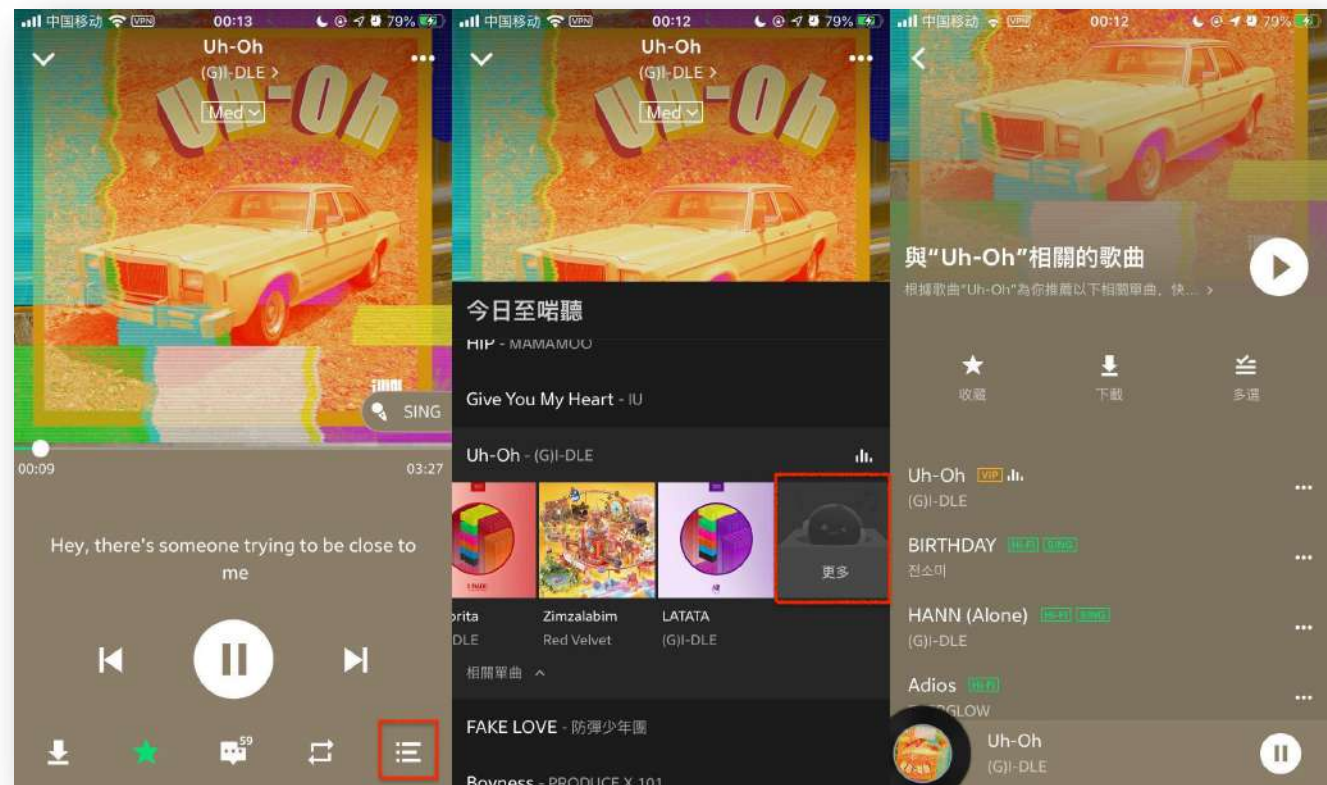 中国移动 VPN 00:13 79%
Uh-Oh
(G)I-DLE >
Uh-Oh
Med
SING
00:09 03:27
Hey, there's someone trying to be close to
me
59
中国移动 VPN 00:12 79%
Uh-Oh
(G)I-DLE >
Uh-Oh
Med
今日至啱聽
HIP - MAMAMOO
Give You My Heart - IU
Uh-Oh - (G)I-DLE
更多
orita
DLE
Zimzalabim
Red Velvet
LATATA
(G)I-DLE
相關單曲
FAKE LOVE - 防彈少年團
Boyness - PRODUCE X 101
中国移动 VPN 00:12 79%
與“Uh-Oh”相關的歌曲
根據歌曲“Uh-Oh”為你推薦以下相關單曲，快... >
收藏 下載 多選
Uh-Oh VIP
(G)I-DLE
BIRTHDAY Hi-Fi SING
전소미
HANN (Alone) Hi-Fi SING
(G)I-DLE
Adios Hi-Fi
Uh-Oh
(G)I-DLE